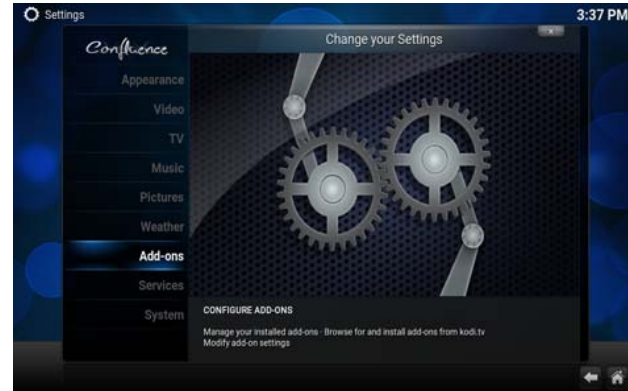 Settings
3:37 PM
Confluence
Change your Settings
Appearance
Video
TV
Music
Pictures
Weather
Add-ons
Services
System
CONFIGURE ADD-ONS
Manage your installed add-ons · Browse for and install add-ons from kodi.tv
Modify add-on settings